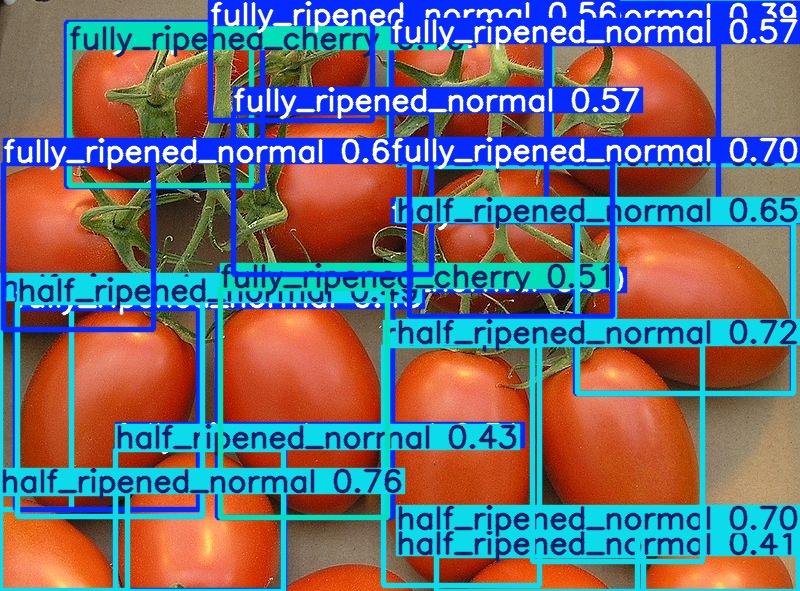 fully_ripened_normal 0.56
ormal 0.39
fully_ripened_cherry
fully_ripened_normal 0.57
fully_ripened_normal 0.57
fully_ripened_normal 0.6
fully_ripened_normal 0.70
half_ripened_normal 0.65
fully_ripened_cherry 0.51
half_ripened_normal
half_ripened_normal 0.72
half_ripened_normal 0.43
half_ripened_normal 0.76
half_ripened_normal 0.70
half_ripened_normal 0.41